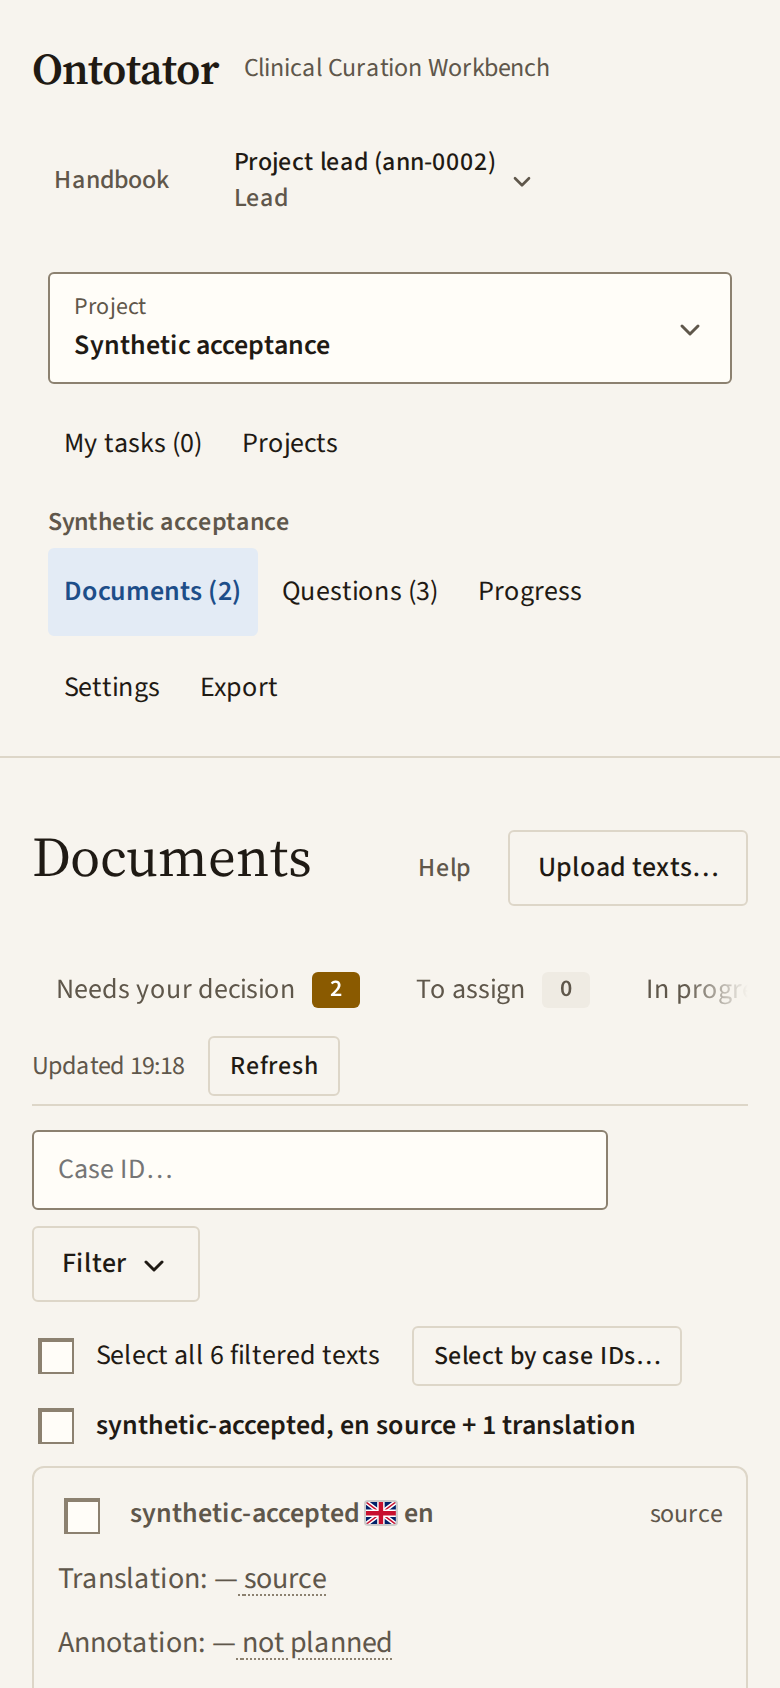 Ontotator Clinical Curation Workbench
Handbook
Project lead (ann-0002)
Lead
Project
Synthetic acceptance
My tasks (0) Projects
Synthetic acceptance
Documents (2) Questions (3) Progress
Settings Export
Documents Help Upload texts…
Needs your decision 2 To assign 0 In progr
Updated 19:18 Refresh
Case ID…
Filter
Select all 6 filtered texts Select by case IDs…
synthetic-accepted, en source + 1 translation
synthetic-accepted en source
Translation: — source
Annotation: — not planned